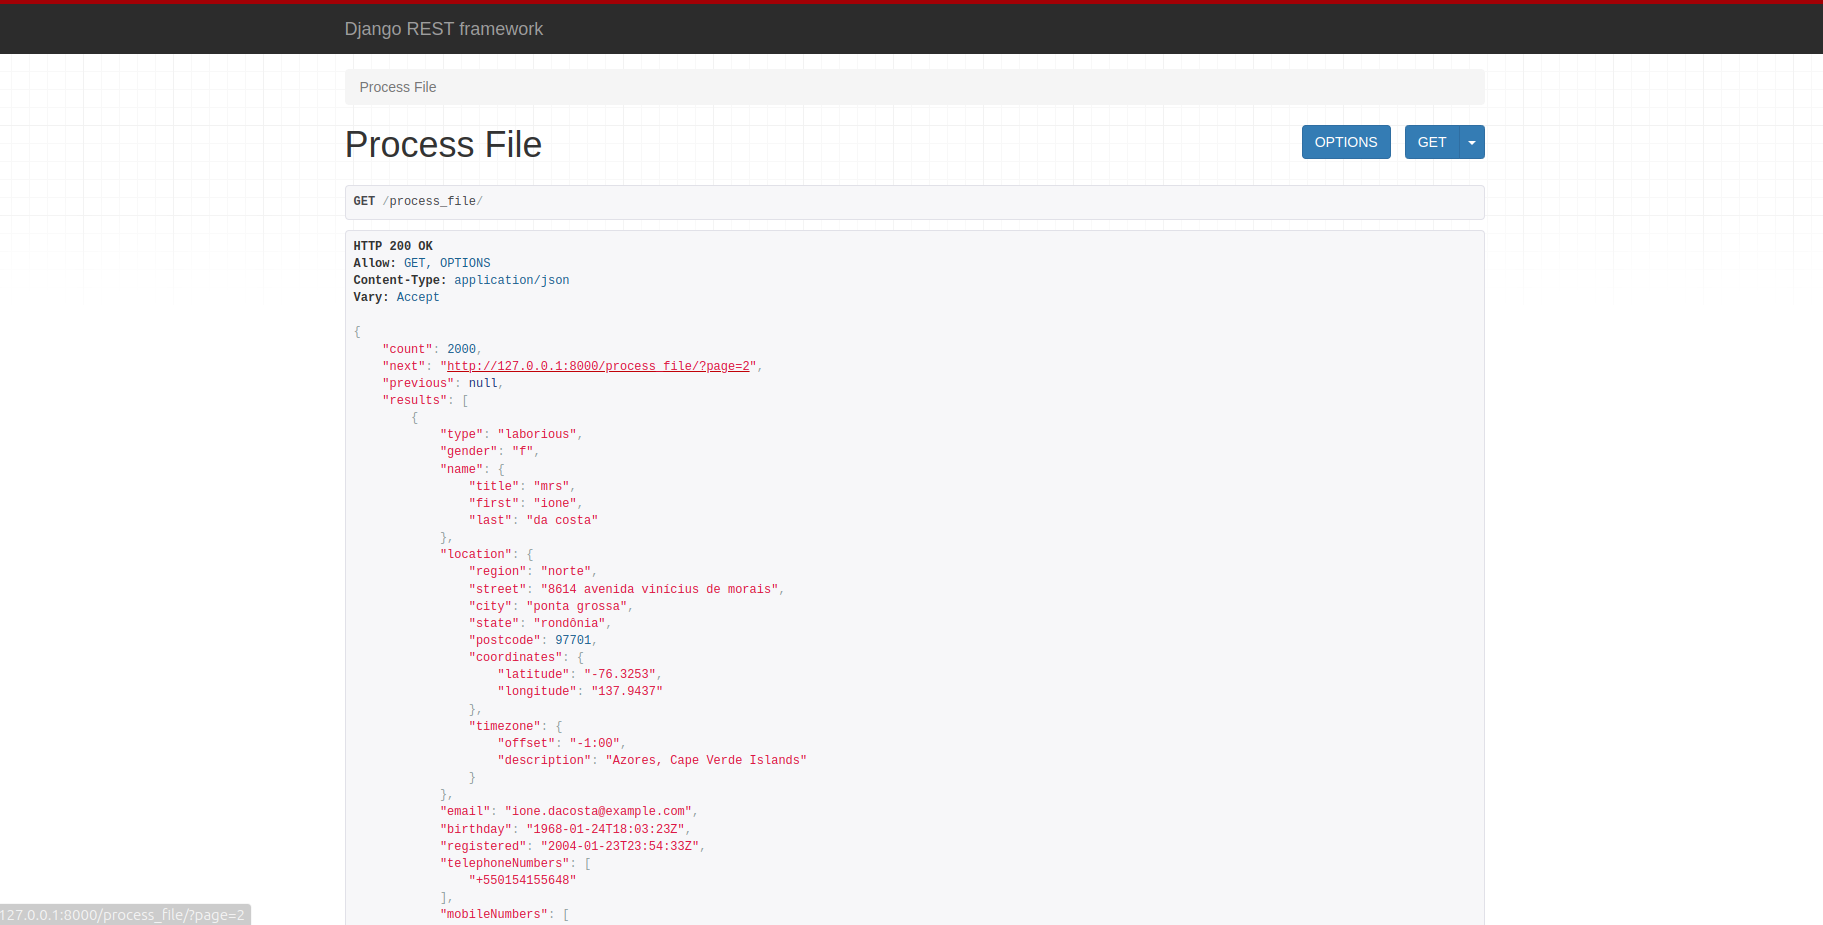 Django REST framework
Process File
Process File
OPTIONS
GET
GET /process_file/
HTTP 200 OK
Allow: GET, OPTIONS
Content-Type: application/json
Vary: Accept
{
    "count": 2000,
    "next": "http://127.0.0.1:8000/process_file/?page=2",
    "previous": null,
    "results": [
        {
            "type": "laborious",
            "gender": "f",
            "name": {
                "title": "mrs",
                "first": "ione",
                "last": "da costa"
            },
            "location": {
                "region": "norte",
                "street": "8614 avenida vinícius de morais",
                "city": "ponta grossa",
                "state": "rondônia",
                "postcode": 97701,
                "coordinates": {
                    "latitude": "-76.3253",
                    "longitude": "137.9437"
                },
                "timezone": {
                    "offset": "-1:00",
                    "description": "Azores, Cape Verde Islands"
                }
            },
            "email": "ione.dacosta@example.com",
            "birthday": "1968-01-24T18:03:23Z",
            "registered": "2004-01-23T23:54:33Z",
            "telephoneNumbers": [
                "+550154155648"
            ],
            "mobileNumbers": [
127.0.0.1:8000/process_file/?page=2